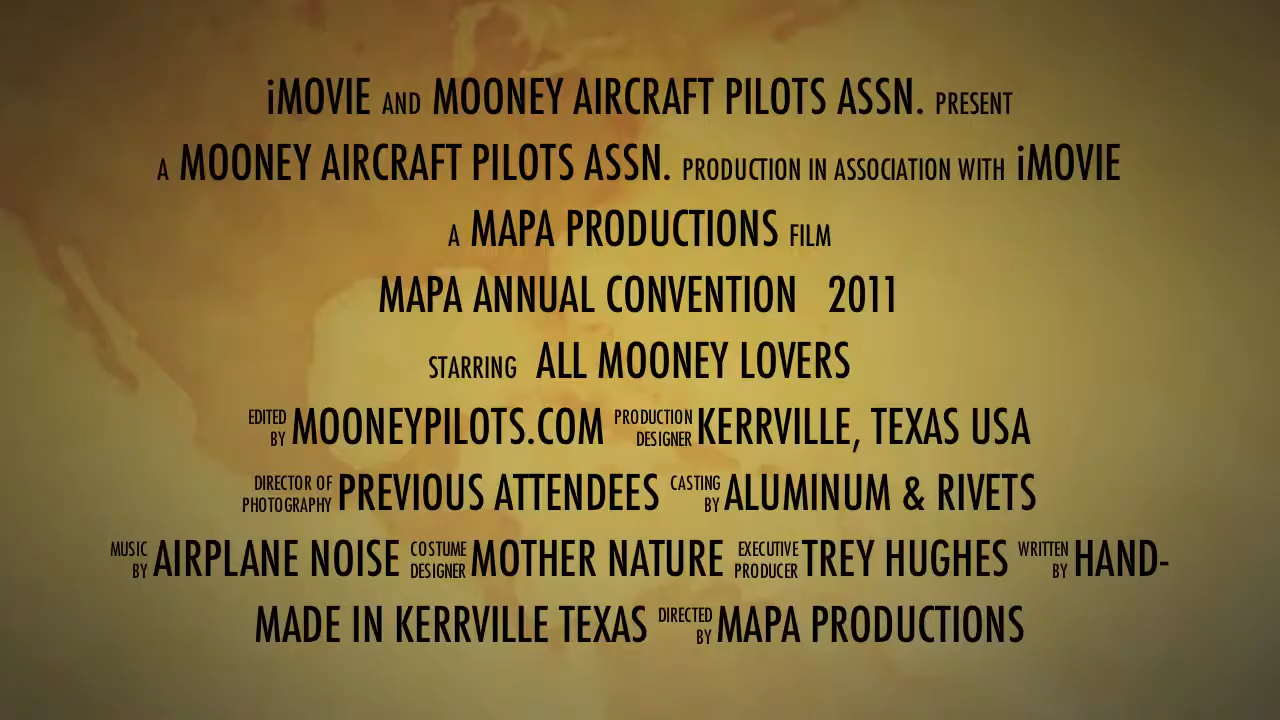 iMOVIE AND MOONEY AIRCRAFT PILOTS ASSN. PRESENT
A MOONEY AIRCRAFT PILOTS ASSN. PRODUCTION IN ASSOCIATION WITH iMOVIE
A MAPA PRODUCTIONS FILM
MAPA ANNUAL CONVENTION 2011
STARRING ALL MOONEY LOVERS
EDITED BY MOONEYPILOTS.COM PRODUCTION DESIGNER KERRVILLE, TEXAS USA
DIRECTOR OF PHOTOGRAPHY PREVIOUS ATTENDEES CASTING BY ALUMINUM & RIVETS
MUSIC BY AIRPLANE NOISE COSTUME DESIGNER MOTHER NATURE EXECUTIVE PRODUCER TREY HUGHES WRITTEN BY HAND-
MADE IN KERRVILLE TEXAS DIRECTED BY MAPA PRODUCTIONS